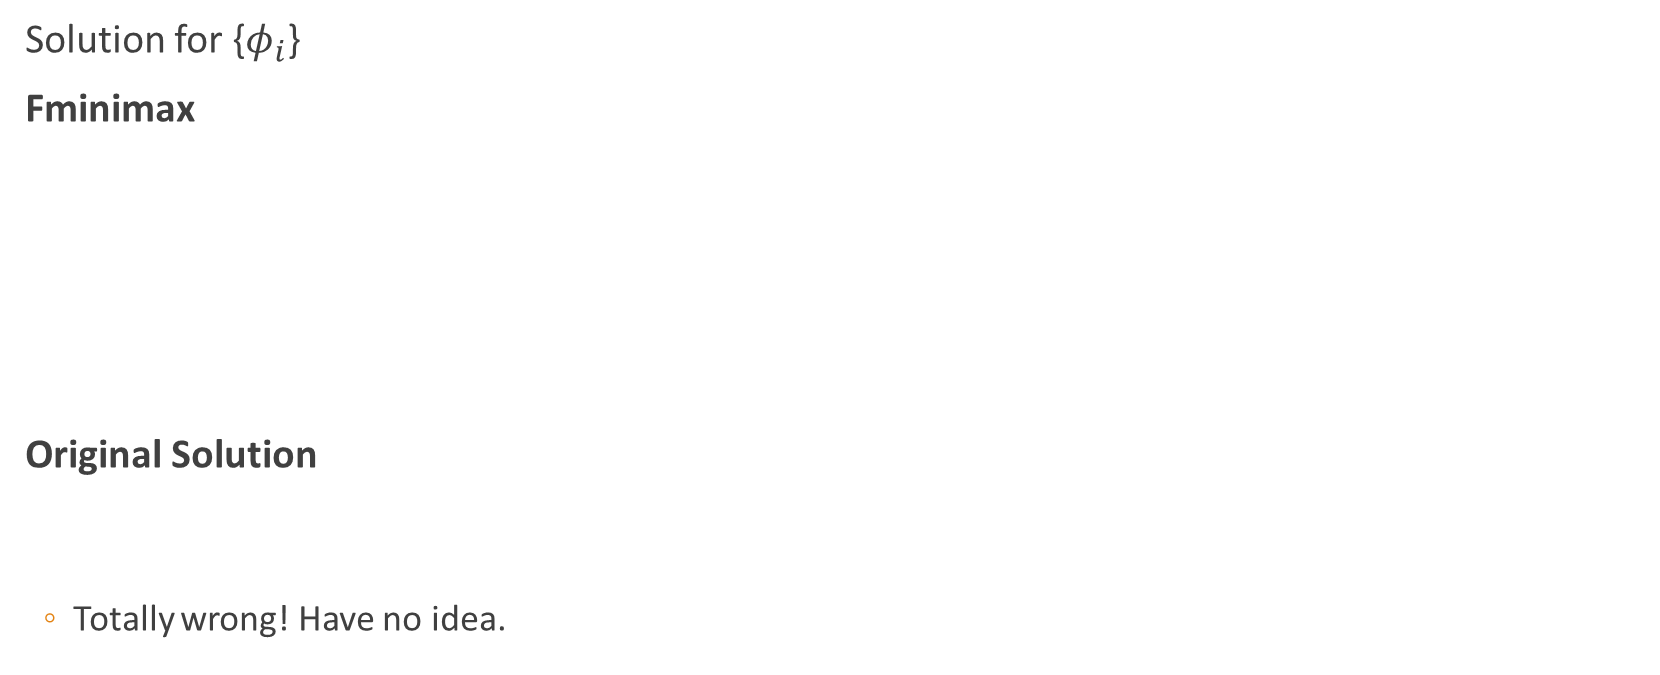 Solution for {𝜙𝑖}
Fminimax
Original Solution
◦ Totally wrong! Have no idea.